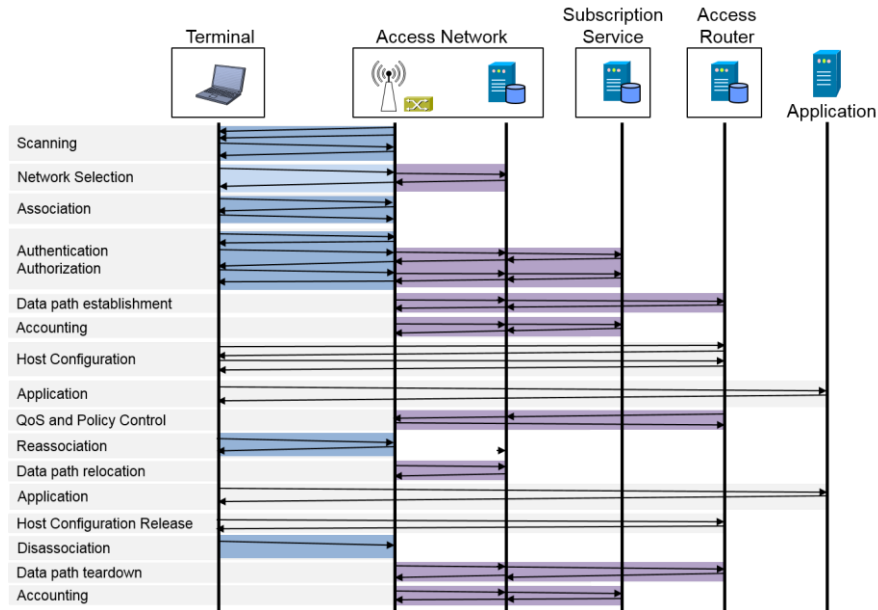 Terminal
Access Network
Subscription
Service
Access
Router
Application
Scanning
Network Selection
Association
Authentication
Authorization
Data path establishment
Accounting
Host Configuration
Application
QoS and Policy Control
Reassociation
Data path relocation
Application
Host Configuration Release
Disassociation
Data path teardown
Accounting